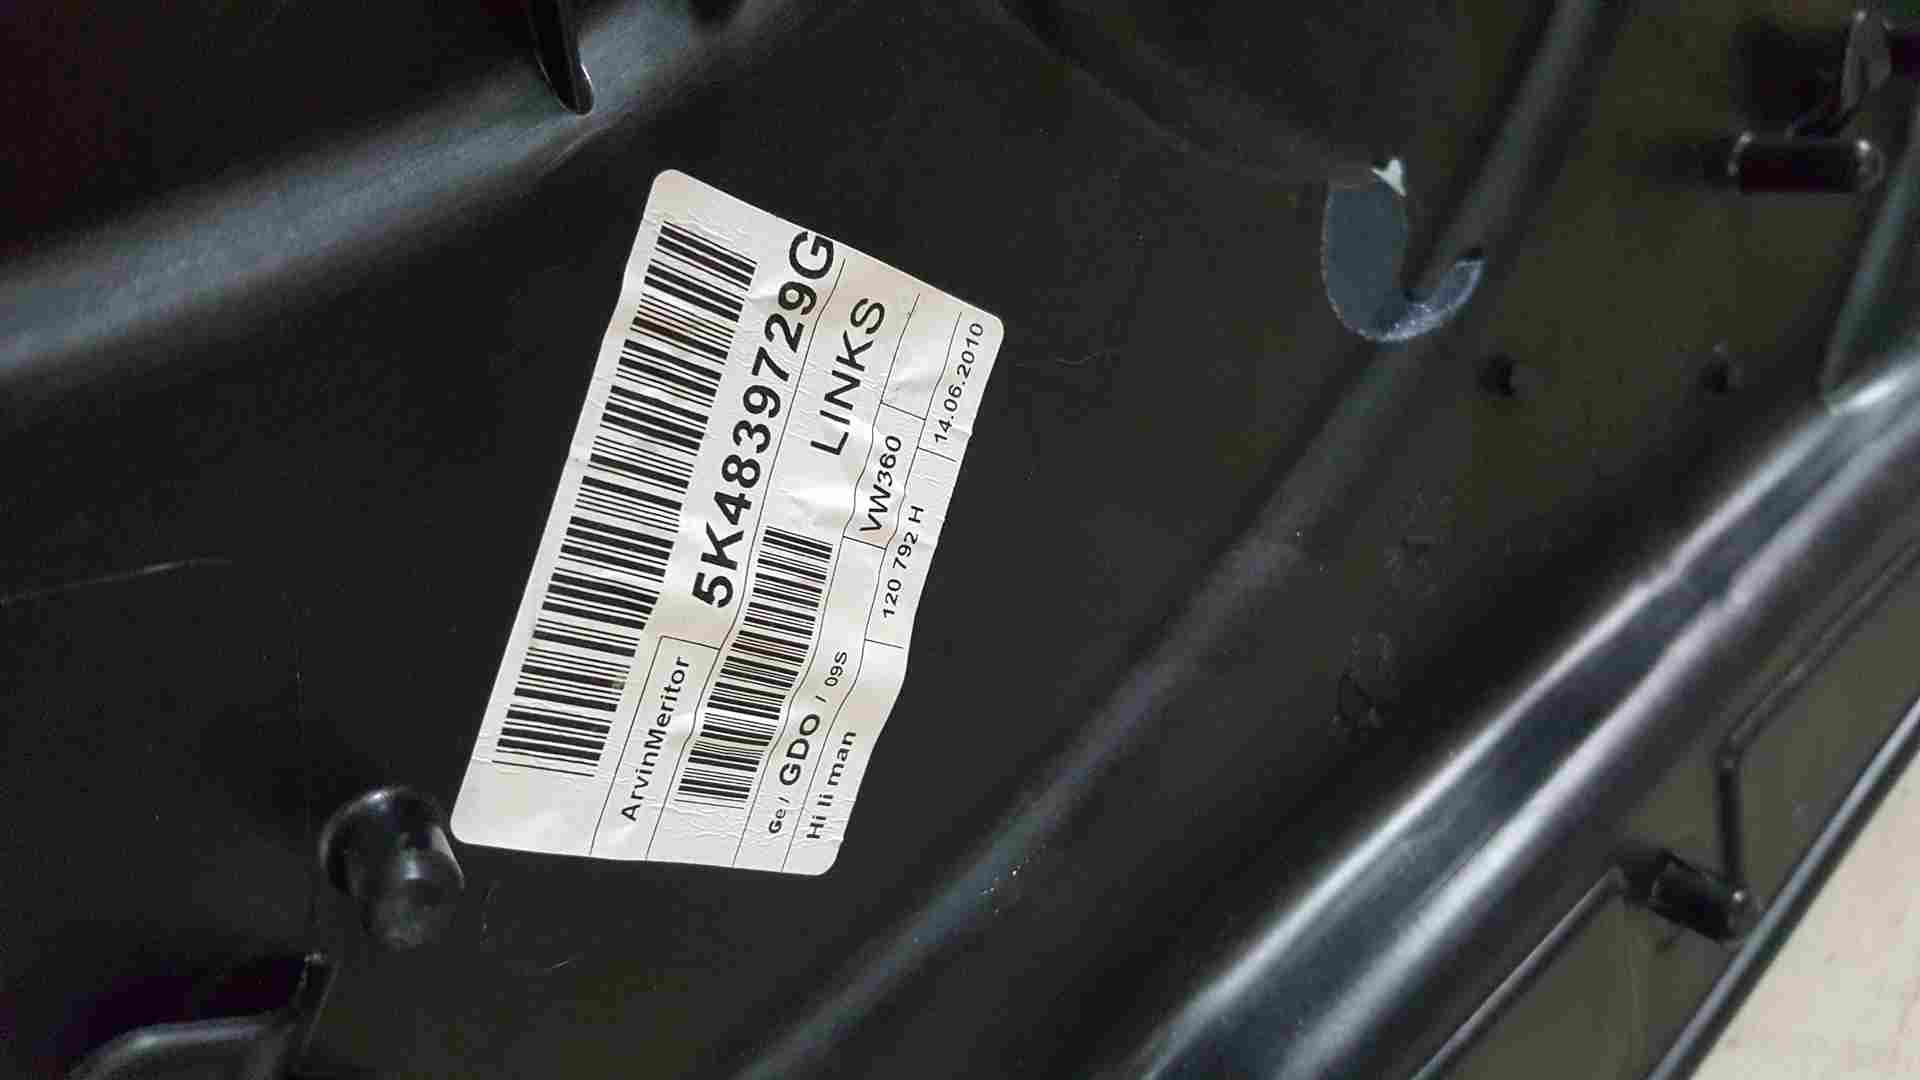 5K4839729G
ArvinMeritor
LINKS
Ge / GDO / 09S
VW360
Hi li man
120 792 H
14.06.2010